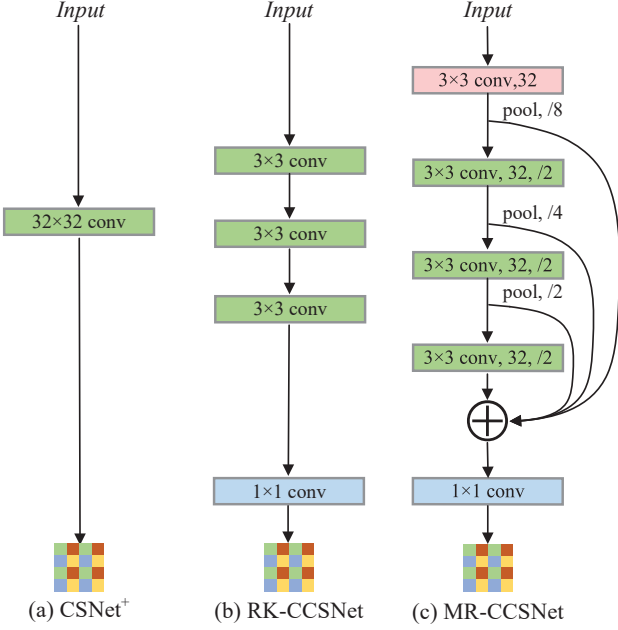 Input
32×32 conv
(a) CSNet+
Input
3×3 conv
3×3 conv
3×3 conv
1×1 conv
(b) RK-CCSNet
Input
3×3 conv,32
pool, /8
3×3 conv, 32, /2
pool, /4
3×3 conv, 32, /2
pool, /2
3×3 conv, 32, /2
1×1 conv
(c) MR-CCSNet